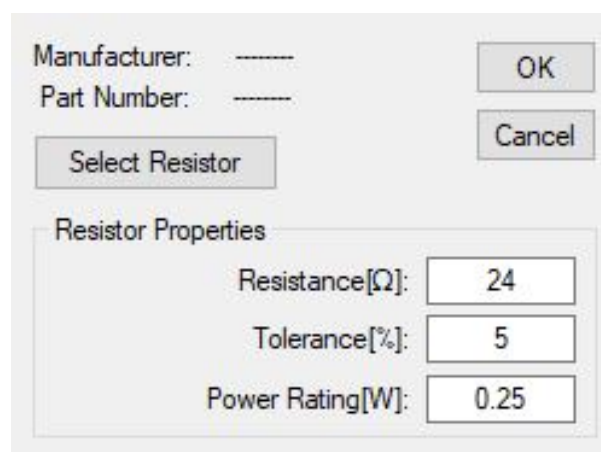 Manufacturer: --------
Part Number: --------
OK
Cancel
Select Resistor
Resistor Properties
Resistance[Ω]: 24
Tolerance[%]: 5
Power Rating[W]: 0.25